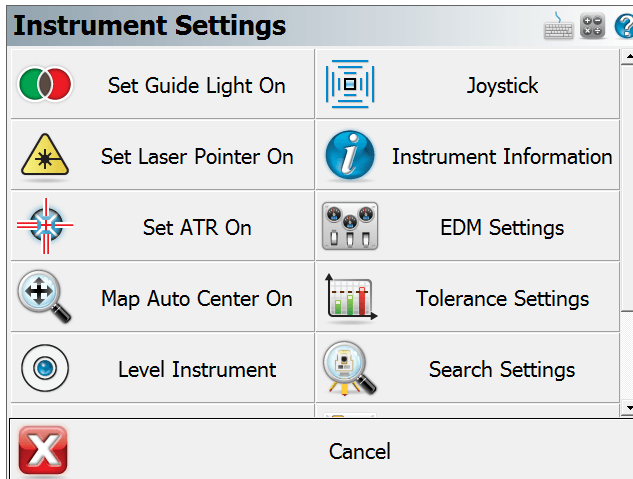 Instrument Settings
Set Guide Light On
Joystick
Set Laser Pointer On
Instrument Information
Set ATR On
EDM Settings
Map Auto Center On
Tolerance Settings
Level Instrument
Search Settings
Cancel